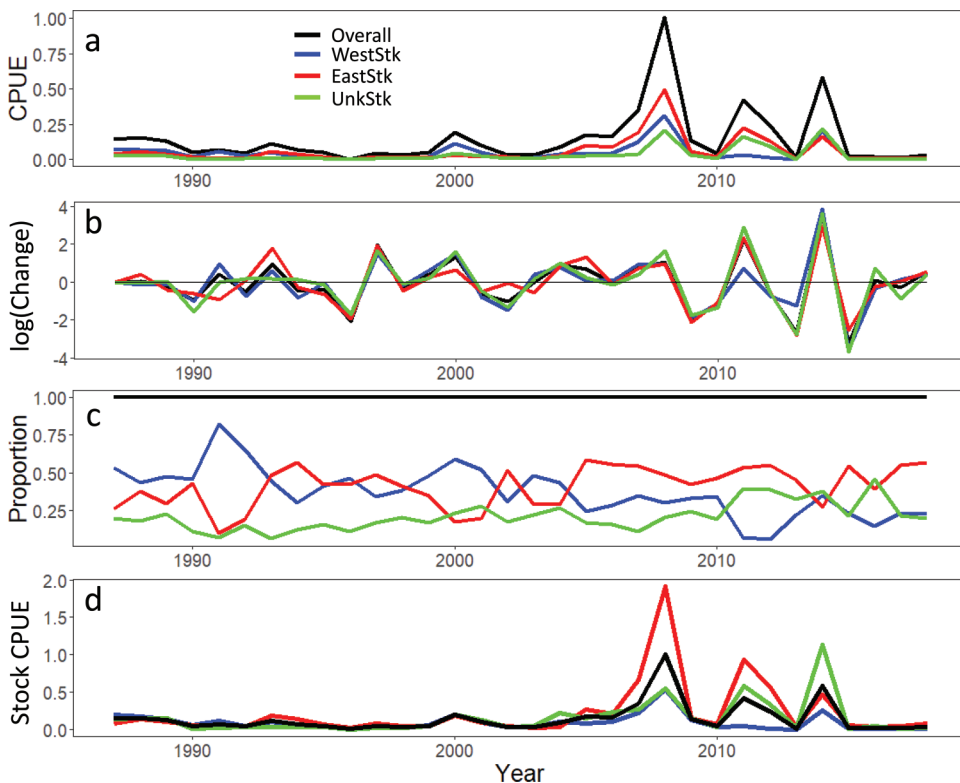 a
CPUE
1.00
0.75
0.50
0.25
0.00
Overall
WestStk
EastStk
UnkStk
1990
2000
2010
b
log(Change)
4
2
0
-2
-4
1990
2000
2010
c
Proportion
1.00
0.75
0.50
0.25
1990
2000
2010
d
Stock CPUE
2.0
1.5
1.0
0.5
0.0
1990
2000
2010
Year